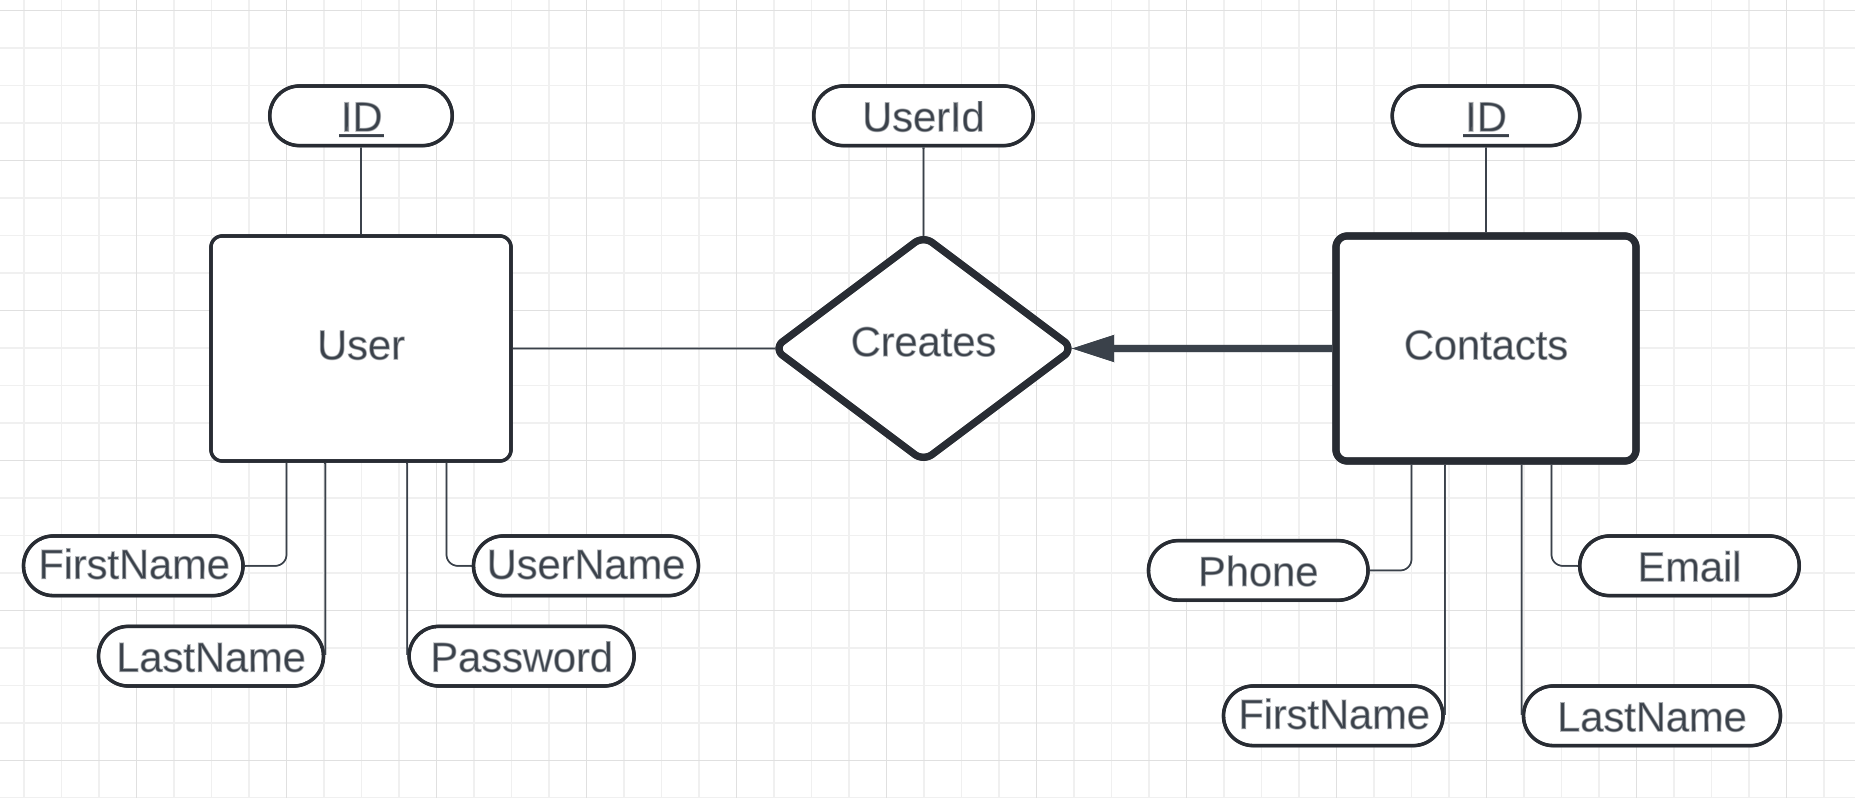 ID
UserId
ID
User
Creates
Contacts
FirstName
UserName
Phone
Email
LastName
Password
FirstName
LastName